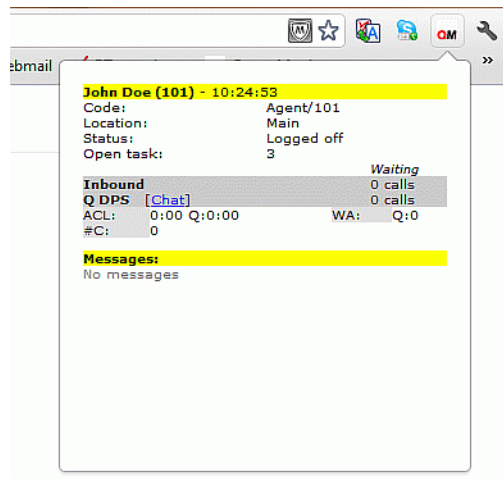 QM
ebmail
»
John Doe (101) - 10:24:53
Code: Agent/101
Location: Main
Status: Logged off
Open task: 3
Waiting
Inbound 0 calls
Q DPS [Chat] 0 calls
ACL: 0:00 Q:0:00 WA: Q:0
#C: 0
Messages:
No messages